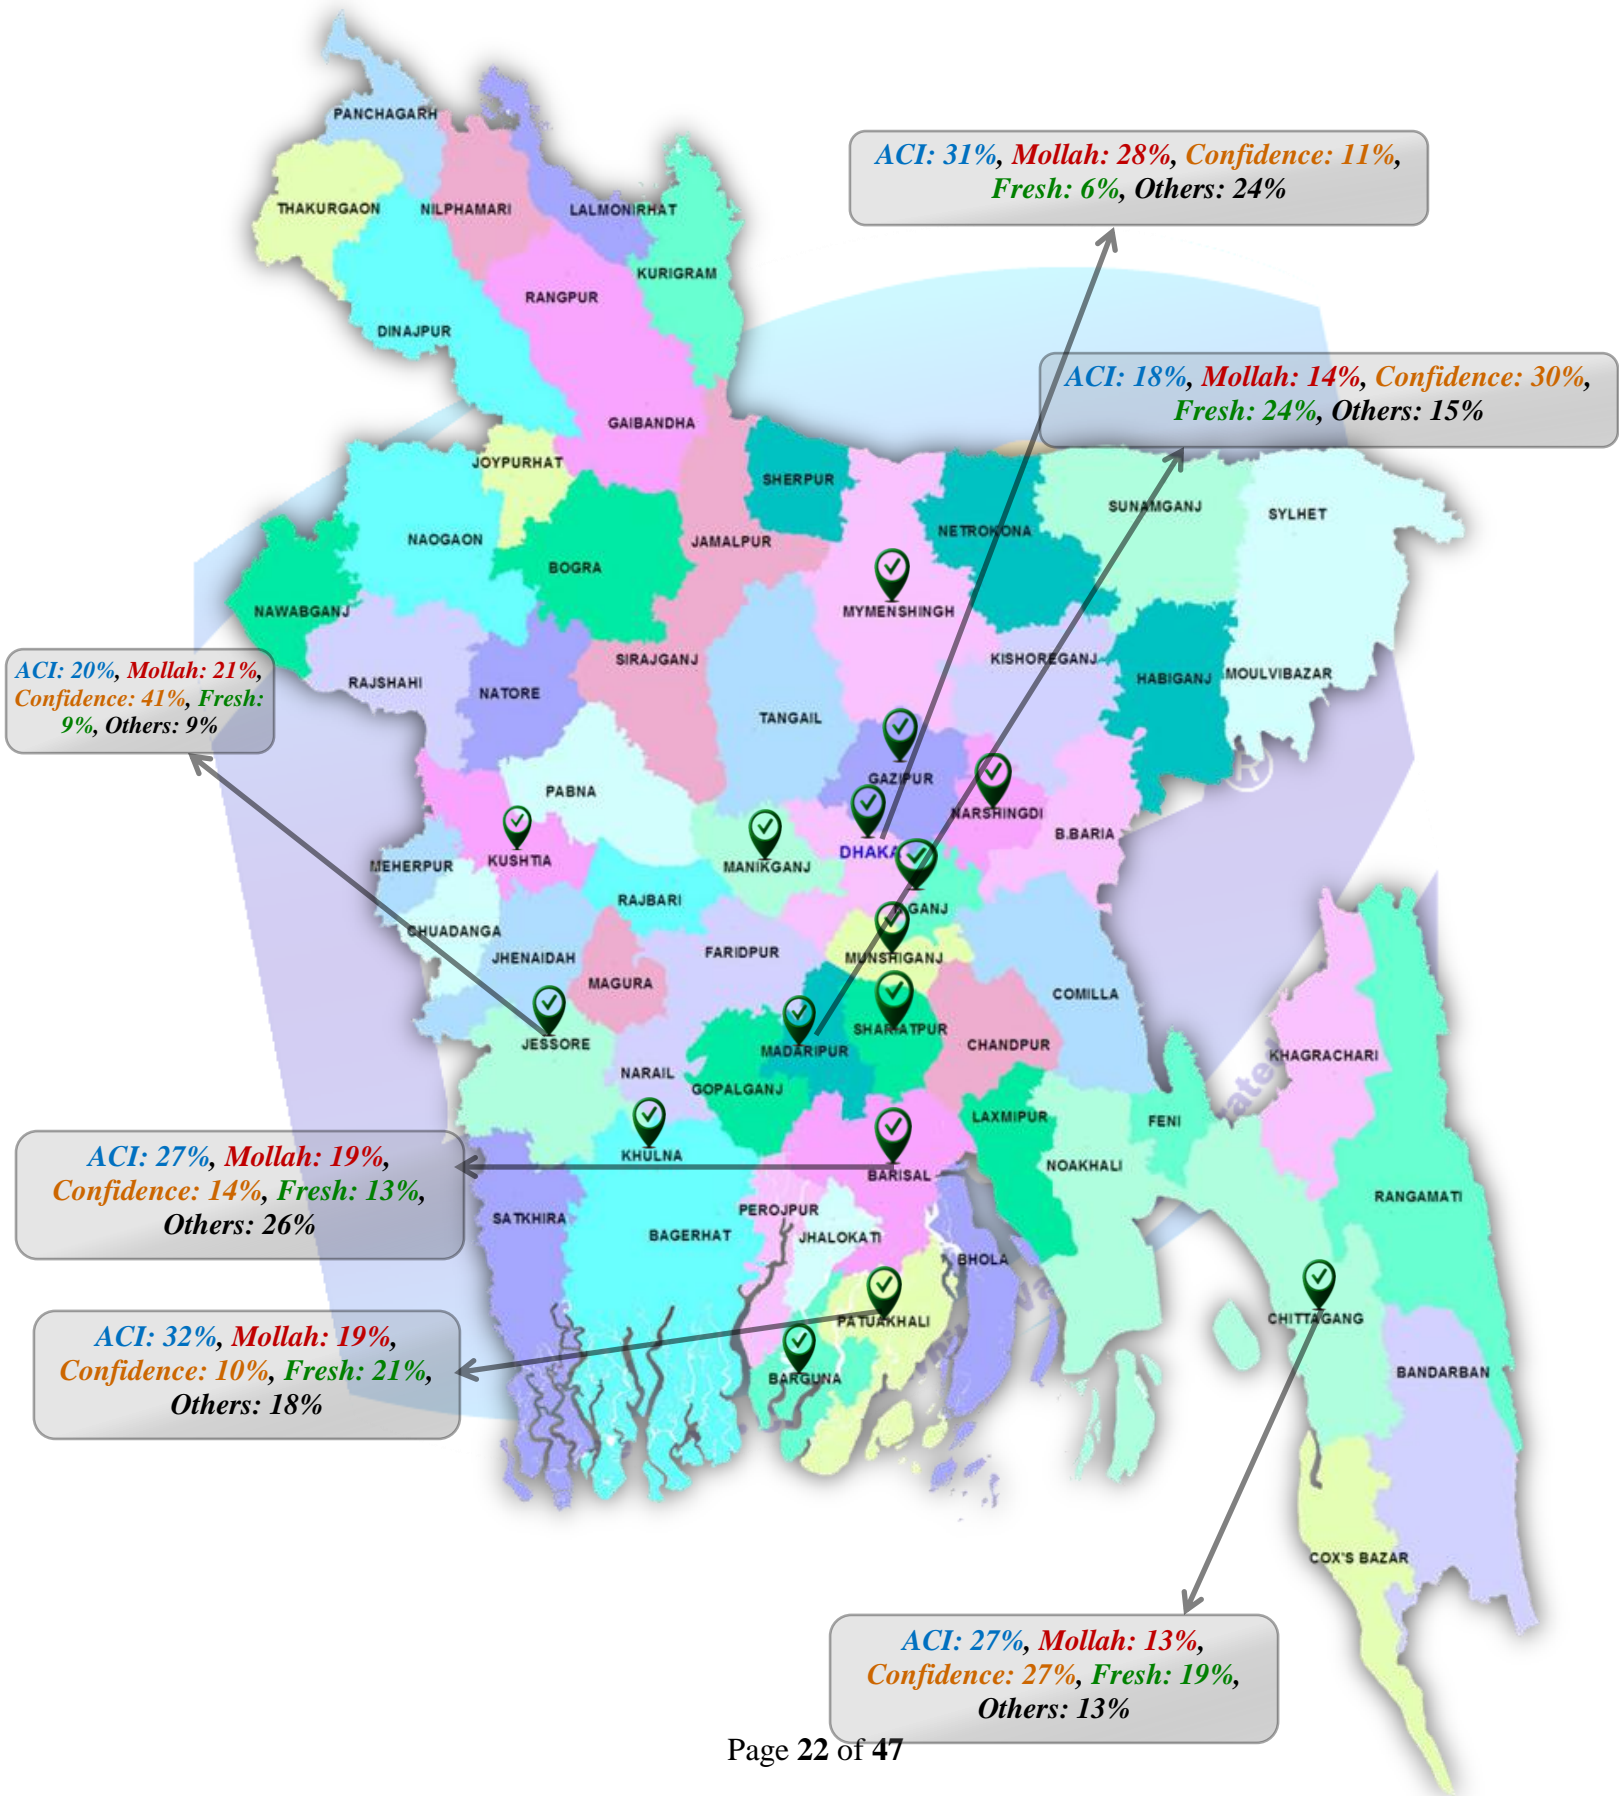 PANCHAGARH
ACI: 31%, Mollah: 28%, Confidence: 11%,
Fresh: 6%, Others: 24%
THAKURGAON
NILPHAMARI
LALMONIRHAT
KURIGRAM
RANGPUR
DINAJPUR
ACI: 18%, Mollah: 14%, Confidence: 30%,
Fresh: 24%, Others: 15%
GAIBANDHA
JOYPURHAT
SHERPUR
SUNAMGANJ
SYLHET
NETROKONA
NAOGAON
JAMALPUR
BOGRA
NAWABGANJ
MYMENSHINGH
SIRAJGANJ
KISHOREGANJ
ACI: 20%, Mollah: 21%,
Confidence: 41%, Fresh:
9%, Others: 9%
RAJSHAHI
NATORE
HABIGANJ
MOULVIBAZAR
TANGAIL
®
GAZIPUR
PABNA
NARSHINGDI
B.BARIA
DHAKA
KUSHTIA
MANIKGANJ
MEHERPUR
RAJBARI
GANJ
CHUADANGA
FARIDPUR
JHENAIDAH
MUNSHIGANJ
MAGURA
COMILLA
SHARIATPUR
JESSORE
MADARIPUR
CHANDPUR
KHAGRACHARI
NARAIL
GOPALGANJ
LAXMIPUR
FENI
KHULNA
NOAKHALI
BARISAL
ACI: 27%, Mollah: 19%,
Confidence: 14%, Fresh: 13%,
Others: 26%
RANGAMATI
PEROJPUR
SATKHIRA
BAGERHAT
JHALOKATI
BHOLA
CHITTAGANG
PATUAKHALI
ACI: 32%, Mollah: 19%,
Confidence: 10%, Fresh: 21%,
Others: 18%
BARGUNA
BANDARBAN
COX'S BAZAR
ACI: 27%, Mollah: 13%,
Confidence: 27%, Fresh: 19%,
Others: 13%
Page 22 of 47